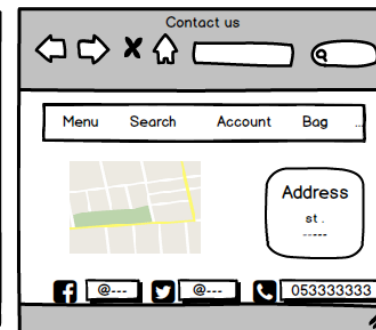 Contact us
Menu Search Account Bag ...
Address
st .
-----
@--- @--- 053333333